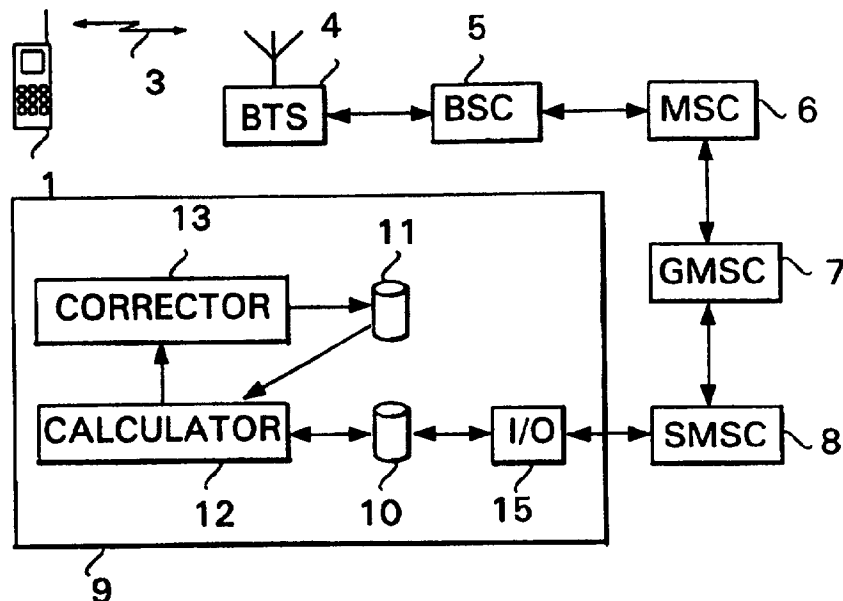 3
4
BTS
5
BSC
MSC
6
1
13
CORRECTOR
11
GMSC
7
CALCULATOR
12
10
I/O
15
SMSC
8
9